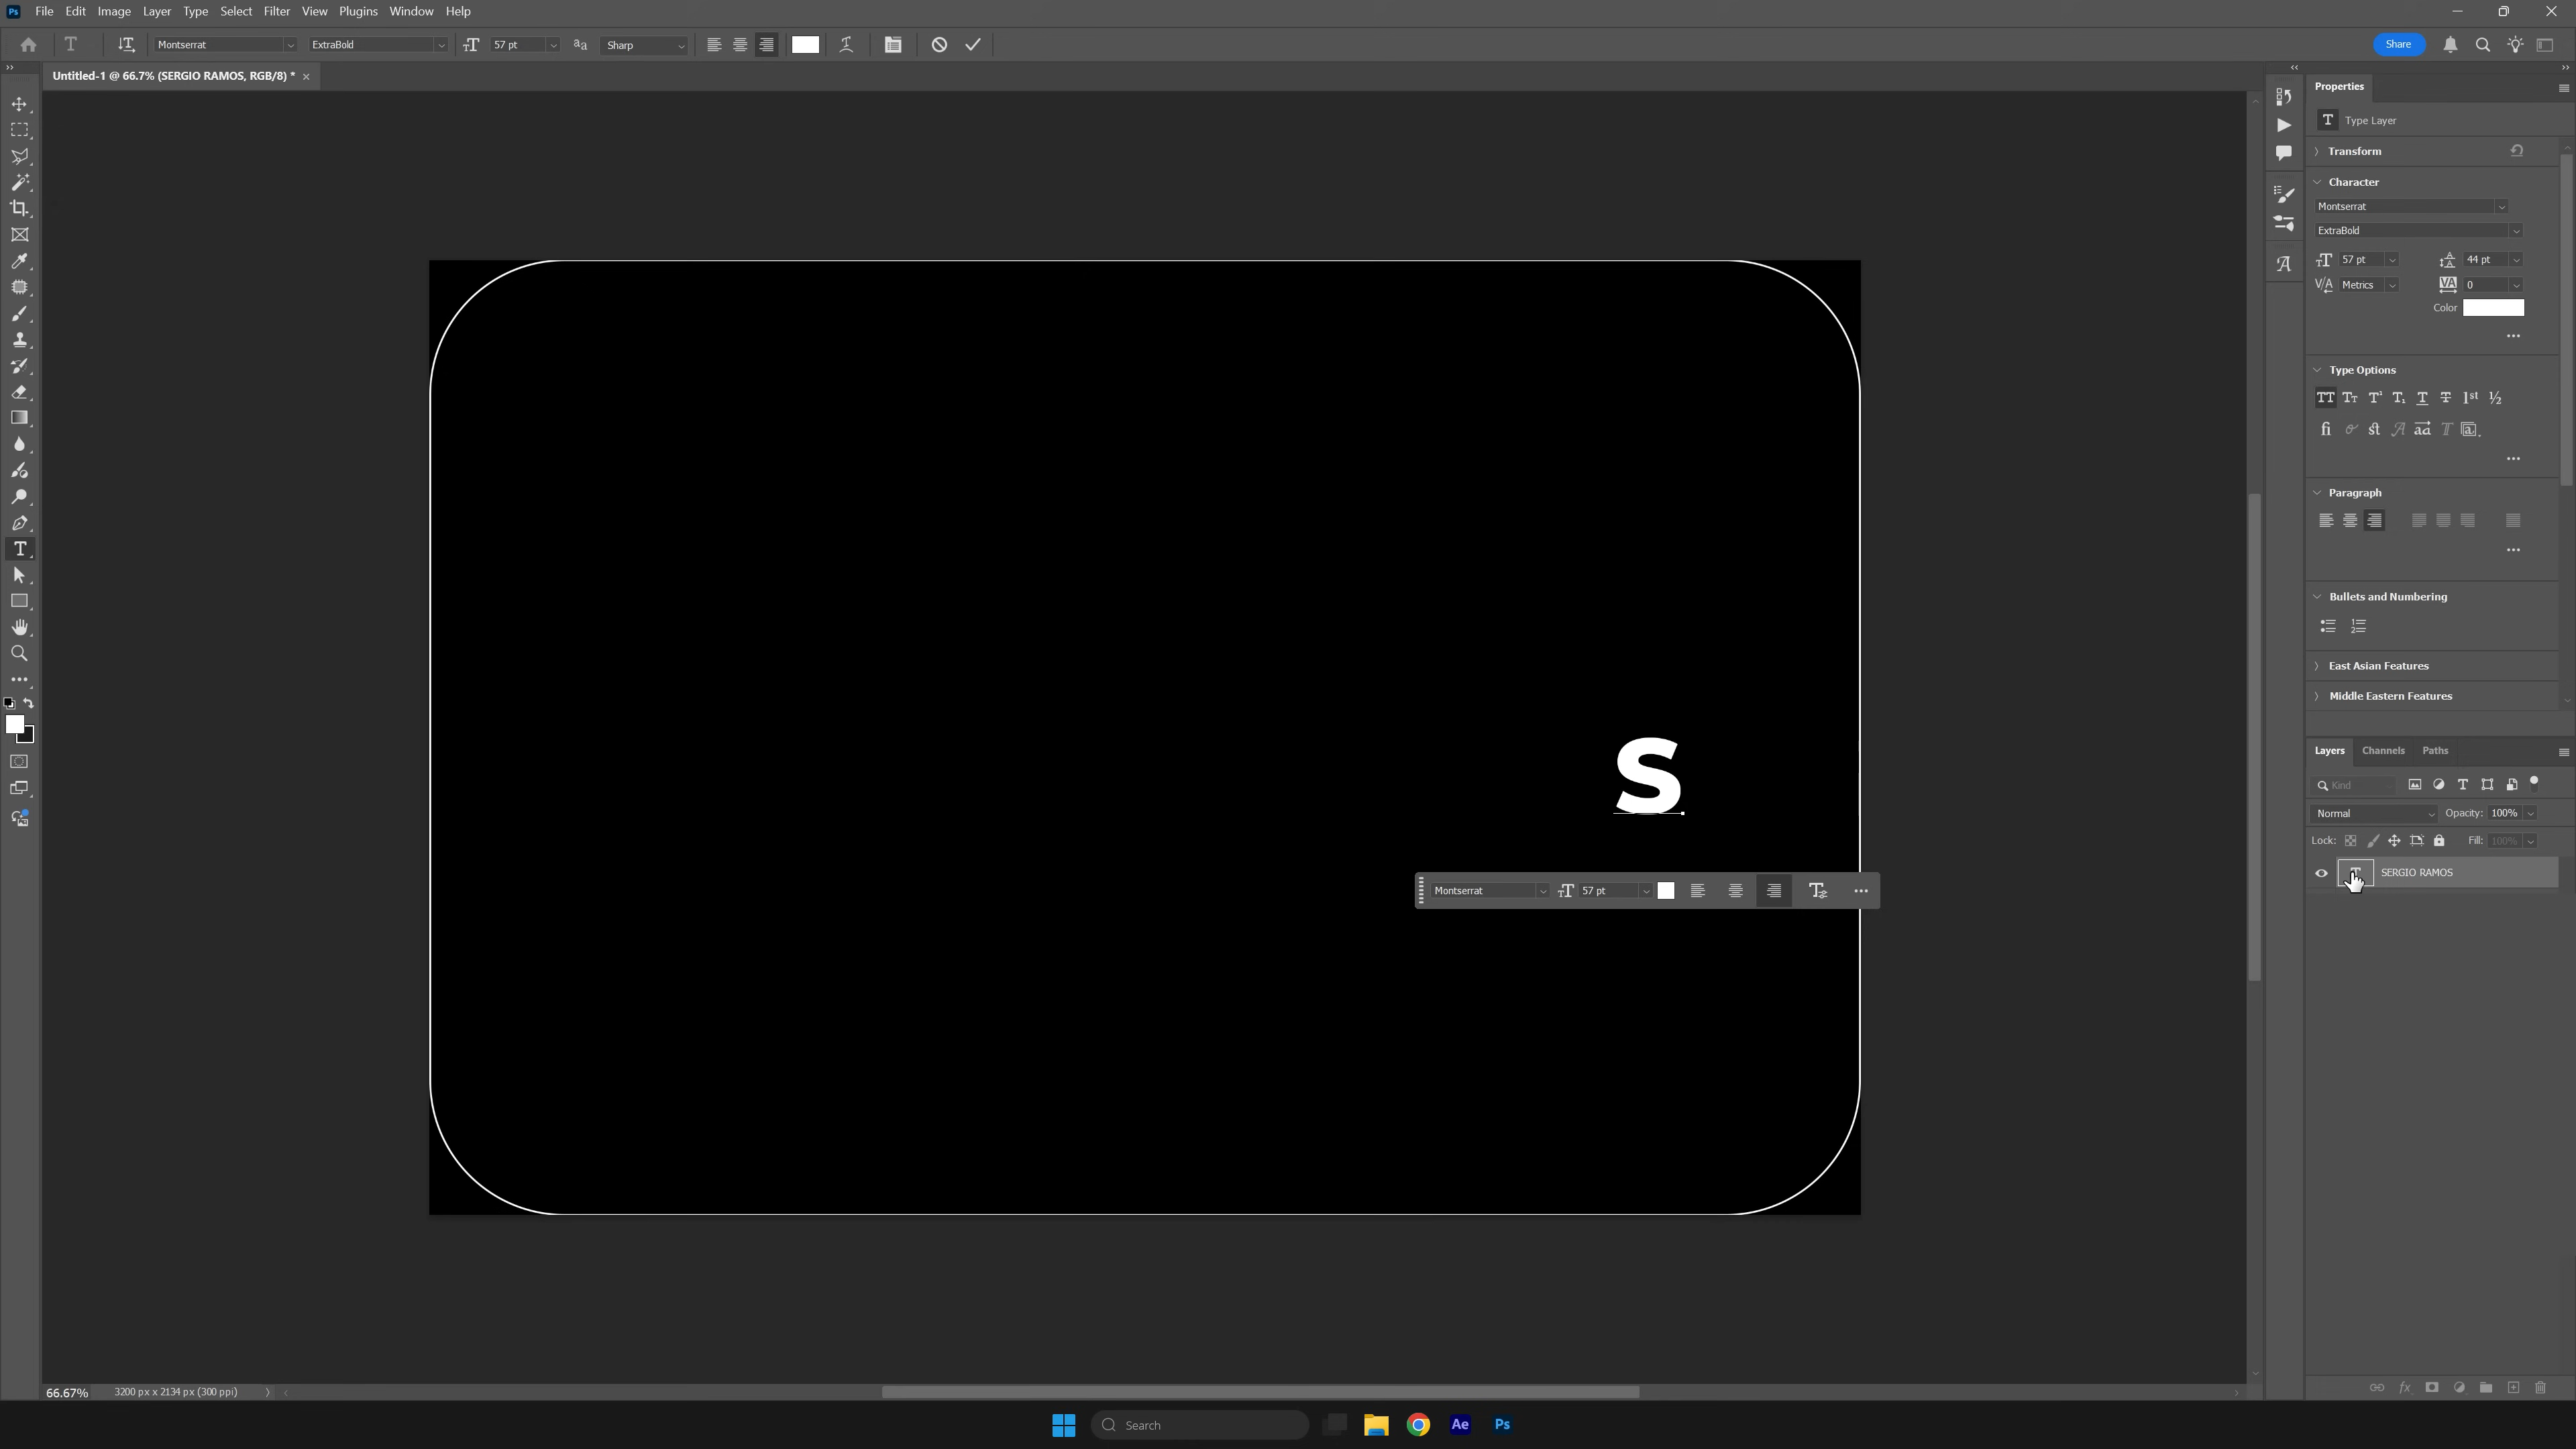 Ps File Edit Image Layer Type Select Filter View Plugins Window Help
Montserrat ExtraBold 57 pt Sharp Share
Untitled-1 @ 66.7% (SERGIO RAMOS, RGB/8) *
Properties
Type Layer
Transform
Character
Montserrat
ExtraBold
57 pt 44 pt
Metrics 0
Color
Type Options
Paragraph
Bullets and Numbering
East Asian Features
Middle Eastern Features
S
Montserrat 57 pt
Layers Channels Paths
Kind
Normal Opacity: 100%
Lock: Fill: 100%
SERGIO RAMOS
66.67% 3200 px x 2134 px (300 ppi)
Search Ae Ps